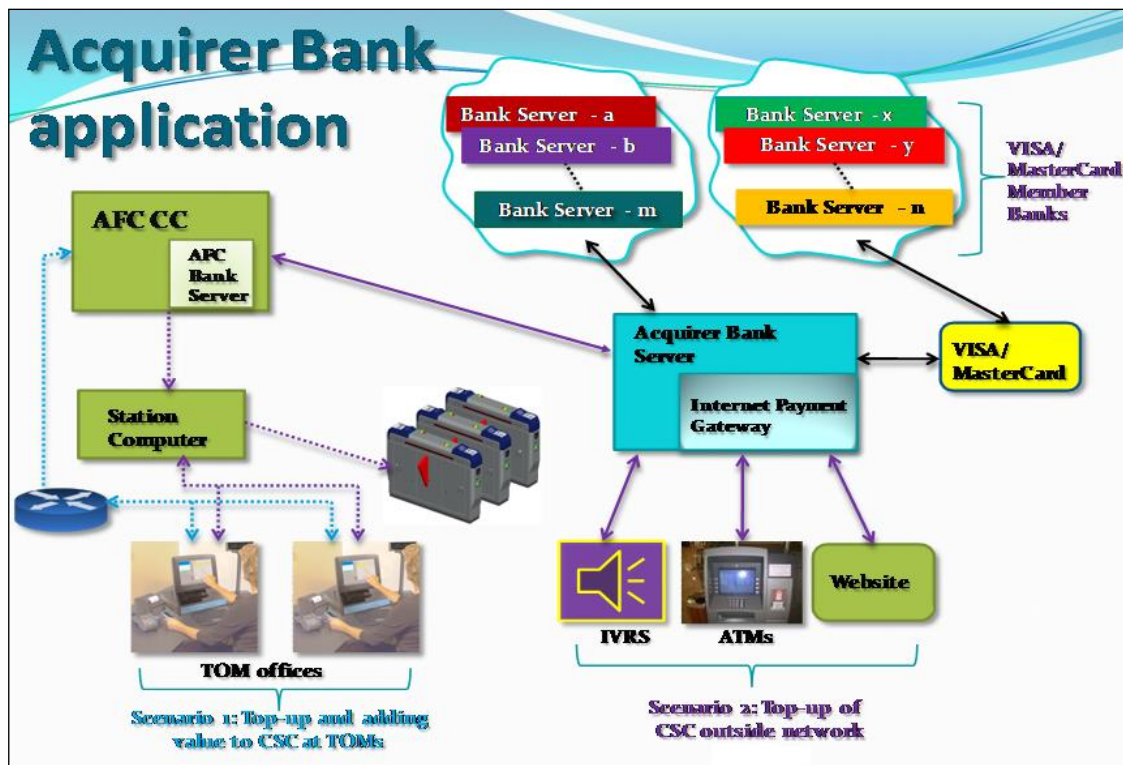 Acquirer Bank
application
Bank Server - a
Bank Server - b
Bank Server - m
Bank Server - x
Bank Server - y
Bank Server - n
VISA/
MasterCard
Member
Banks
AFC CC
AFC
Bank
Server
Acquirer Bank
Server
Internet Payment
Gateway
VISA/
MasterCard
Station
Computer
IVRS
ATMs
Website
TOM offices
Scenario 1: Top-up and adding
value to CSC at TOMs
Scenario 2: Top-up of
CSC outside network